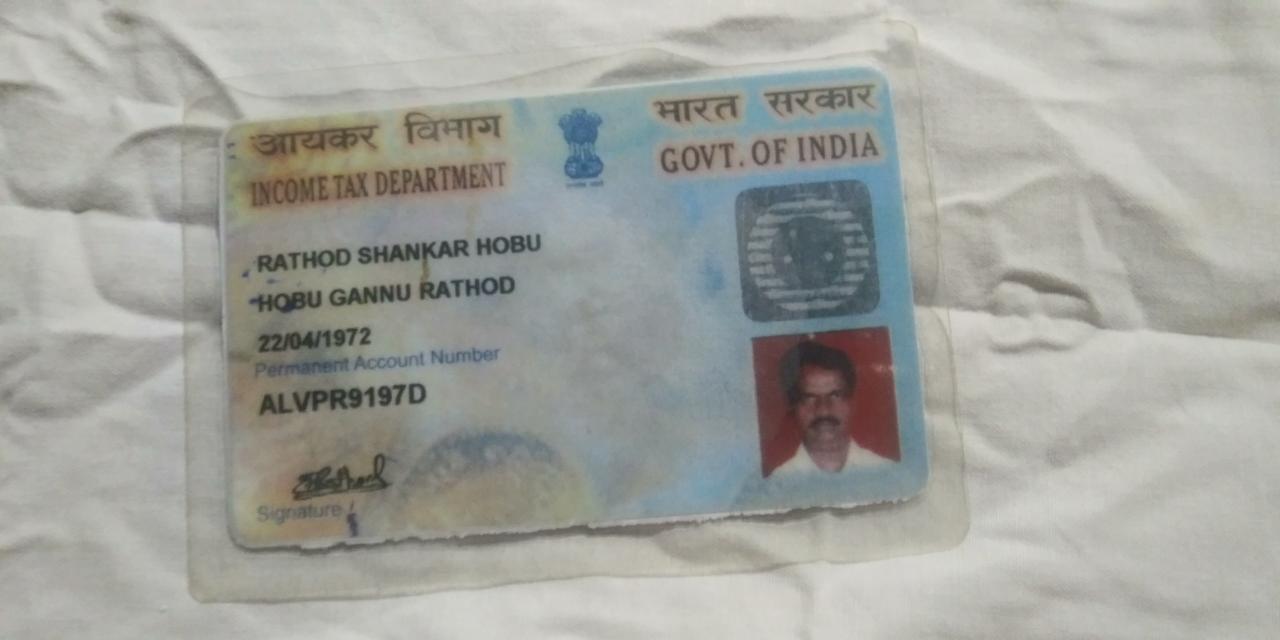 आयकर विभाग
INCOME TAX DEPARTMENT
भारत सरकार
GOVT. OF INDIA
RATHOD SHANKAR HOBU
HOBU GANNU RATHOD
22/04/1972
Permanent Account Number
ALVPR9197D
Signature